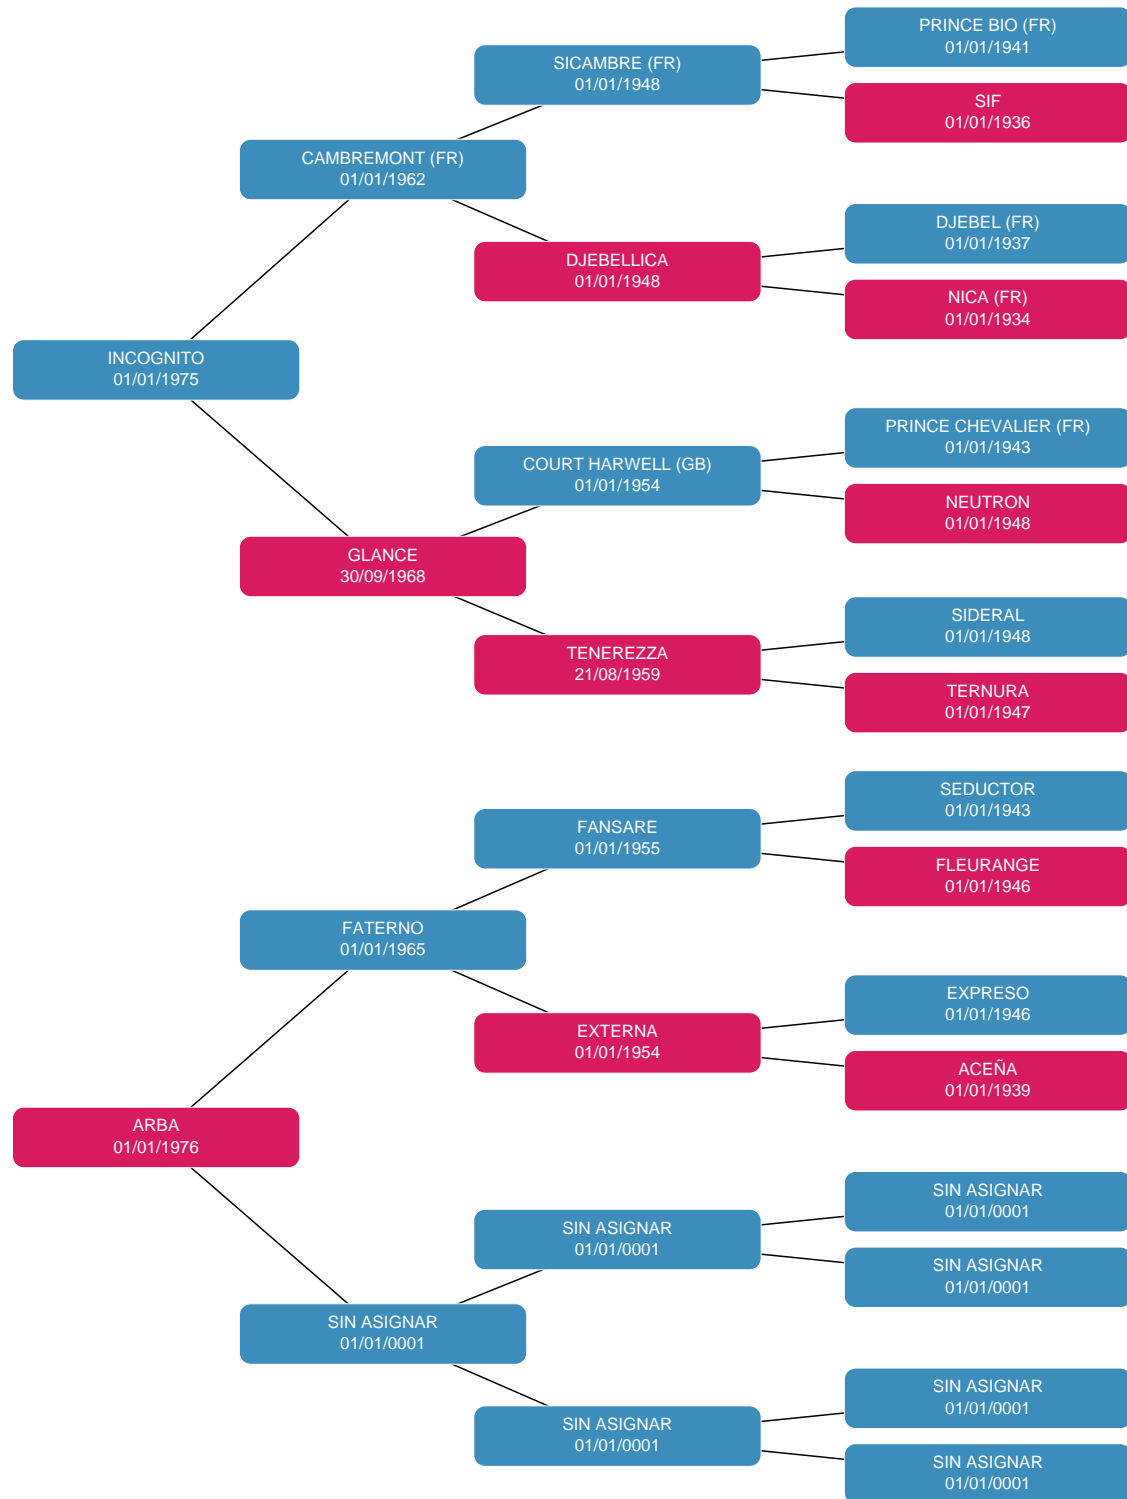 PRINCE BIO (FR)
01/01/1941
SICAMBRE (FR)
01/01/1948
SIF
01/01/1936
CAMBREMONT (FR)
01/01/1962
DJEBEL (FR)
01/01/1937
DJEBELLICA
01/01/1948
NICA (FR)
01/01/1934
INCOGNITO
01/01/1975
PRINCE CHEVALIER (FR)
01/01/1943
COURT HARWELL (GB)
01/01/1954
NEUTRON
01/01/1948
GLANCE
30/09/1968
SIDERAL
01/01/1948
TENEREZZA
21/08/1959
TERNURA
01/01/1947
SEDUCTOR
01/01/1943
FANSARE
01/01/1955
FLEURANGE
01/01/1946
FATERNO
01/01/1965
EXPRESO
01/01/1946
EXTERNA
01/01/1954
ACEÑA
01/01/1939
ARBA
01/01/1976
SIN ASIGNAR
01/01/0001
SIN ASIGNAR
01/01/0001
SIN ASIGNAR
01/01/0001
SIN ASIGNAR
01/01/0001
SIN ASIGNAR
01/01/0001
SIN ASIGNAR
01/01/0001
SIN ASIGNAR
01/01/0001